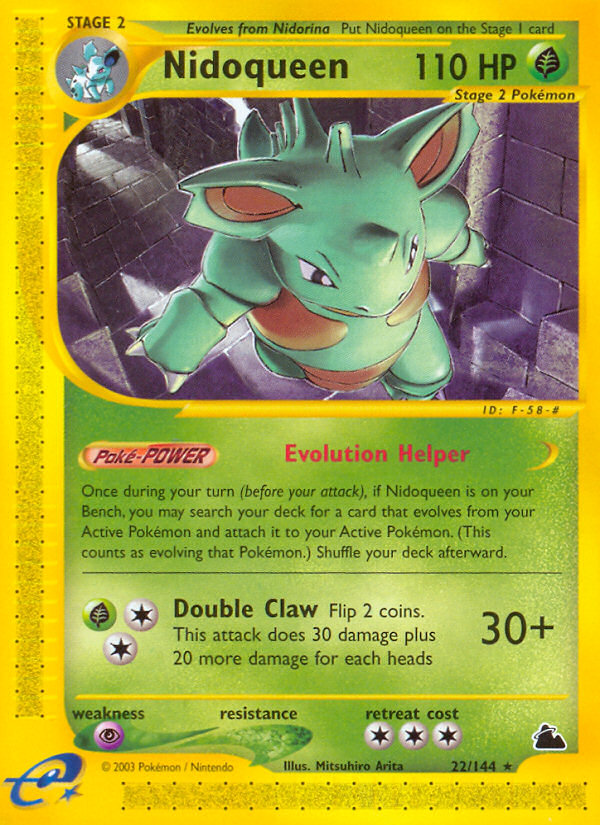 STAGE 2
Evolves from Nidorina Put Nidoqueen on the Stage 1 card
Nidoqueen 110 HP
Stage 2 Pokémon
ID: F-58-#
Poké-POWER Evolution Helper
Once during your turn (before your attack), if Nidoqueen is on your
Bench, you may search your deck for a card that evolves from your
Active Pokémon and attach it to your Active Pokémon. (This
counts as evolving that Pokémon.) Shuffle your deck afterward.
Double Claw Flip 2 coins.
This attack does 30 damage plus
20 more damage for each heads
30+
weakness resistance retreat cost
© 2003 Pokémon / Nintendo Illus. Mitsuhiro Arita 22/144 ★
e